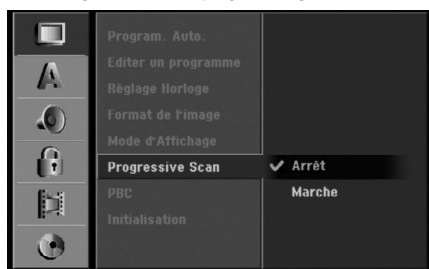 Program. Auto.
Editer un programme
Réglage Horloge
Format de l'image
Mode d'Affichage
Progressive Scan
✔ Arrêt
PBC
Marche
Initialisation